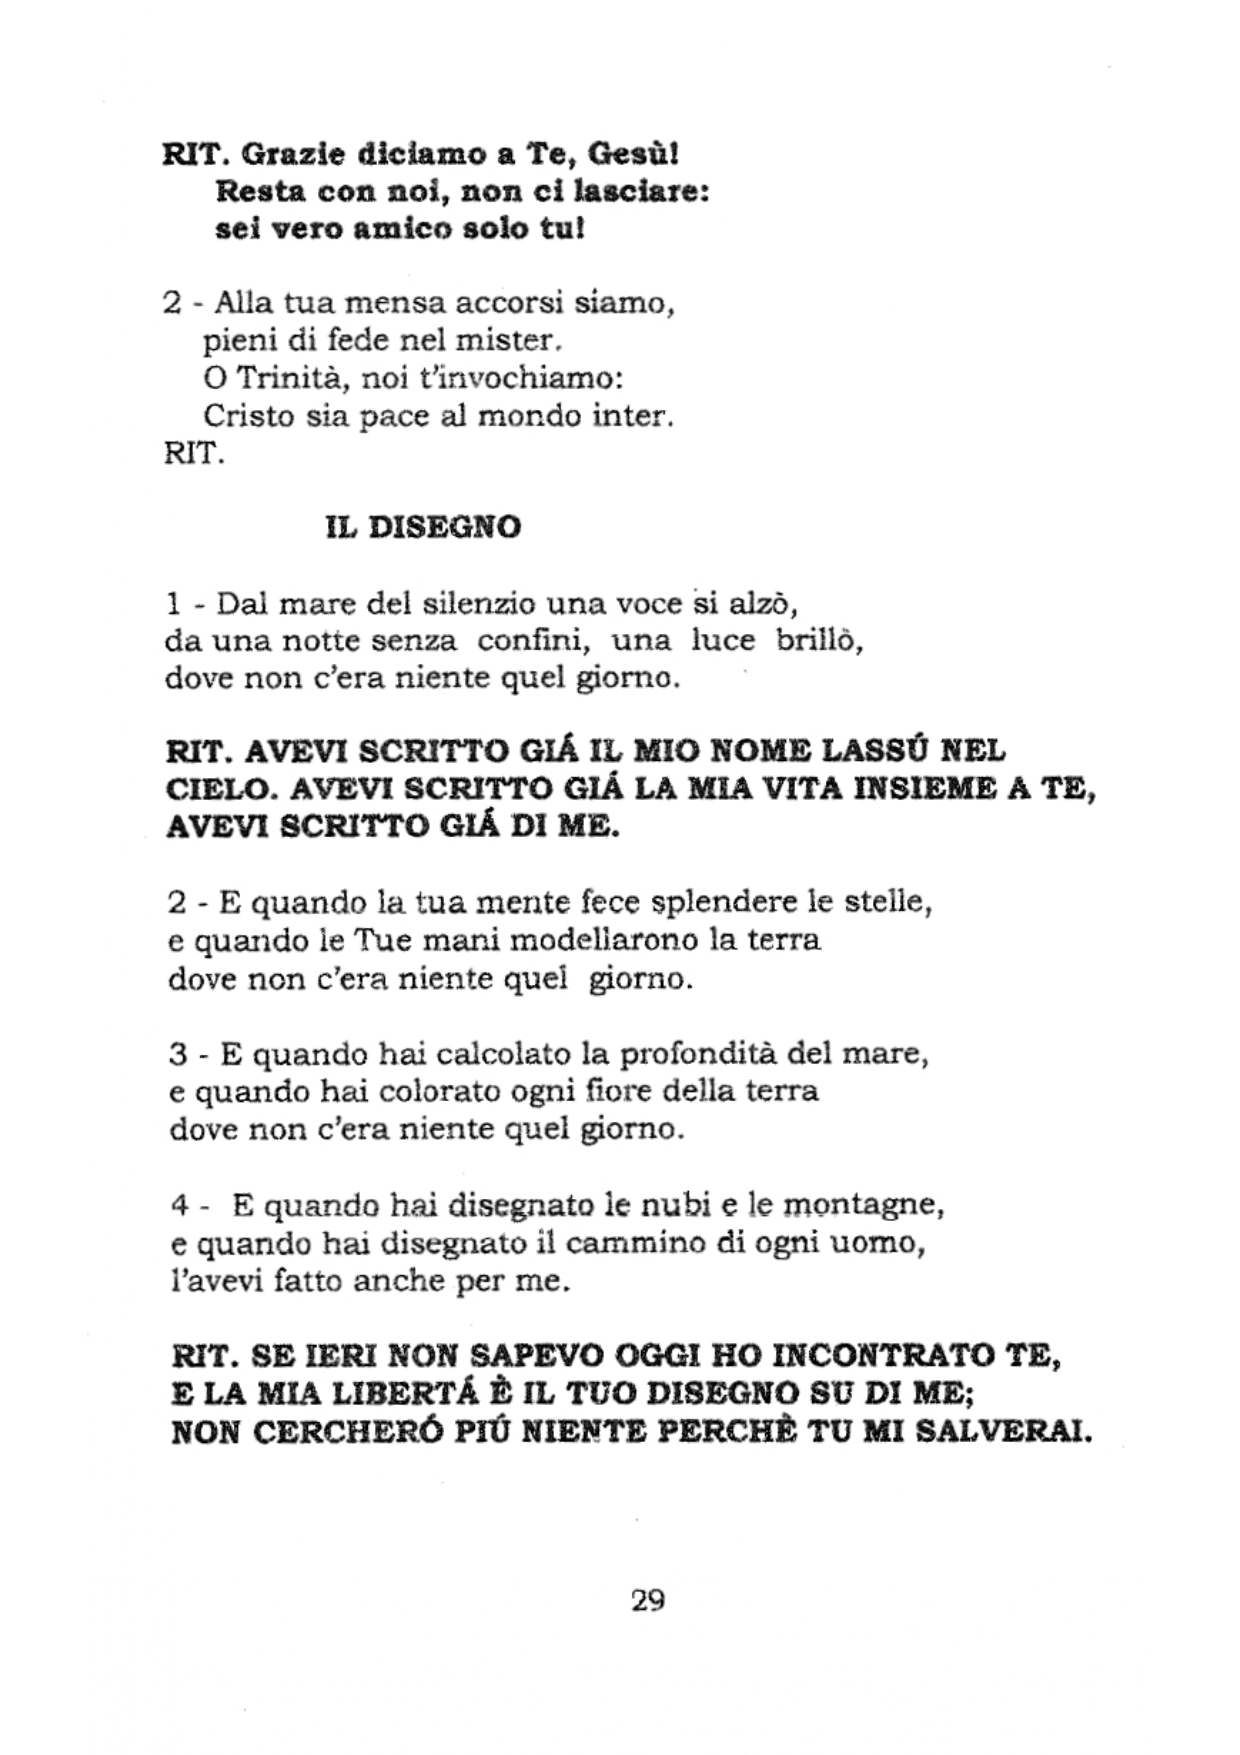 RIT. Grazie diciamo a Te, Gesù!
Resta con noi, non ci lasciare:
sei vero amico solo tu!
2 - Alla tua mensa accorsi siamo,
pieni di fede nel mister.
O Trinità, noi t'invochiamo:
Cristo sia pace al mondo inter.
RIT.
IL DISEGNO
1 - Dal mare del silenzio una voce si alzò,
da una notte senza confini, una luce brillò,
dove non c'era niente quel giorno.
RIT. AVEVI SCRITTO GIÁ IL MIO NOME LASSÚ NEL
CIELO. AVEVI SCRITTO GIÁ LA MIA VITA INSIEME A TE,
AVEVI SCRITTO GIÁ DI ME.
2 - E quando la tua mente fece splendere le stelle,
e quando le Tue mani modellarono la terra
dove non c'era niente quel giorno.
3 - E quando hai calcolato la profondità del mare,
e quando hai colorato ogni fiore della terra
dove non c'era niente quel giorno.
4 - E quando hai disegnato le nubi e le montagne,
e quando hai disegnato il cammino di ogni uomo,
l'avevi fatto anche per me.
RIT. SE IERI NON SAPEVO OGGI HO INCONTRATO TE,
E LA MIA LIBERTÁ È IL TUO DISEGNO SU DI ME;
NON CERCHERÓ PIÚ NIENTE PERCHÈ TU MI SALVERAI.
29